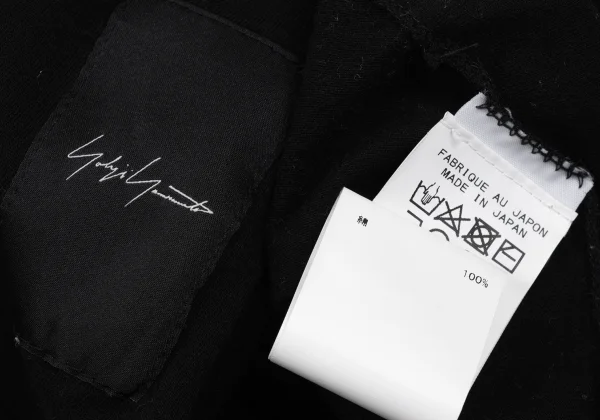 Yohji Yamamoto
FABRIQUE AU JAPON
MADE IN JAPAN
綿
100%